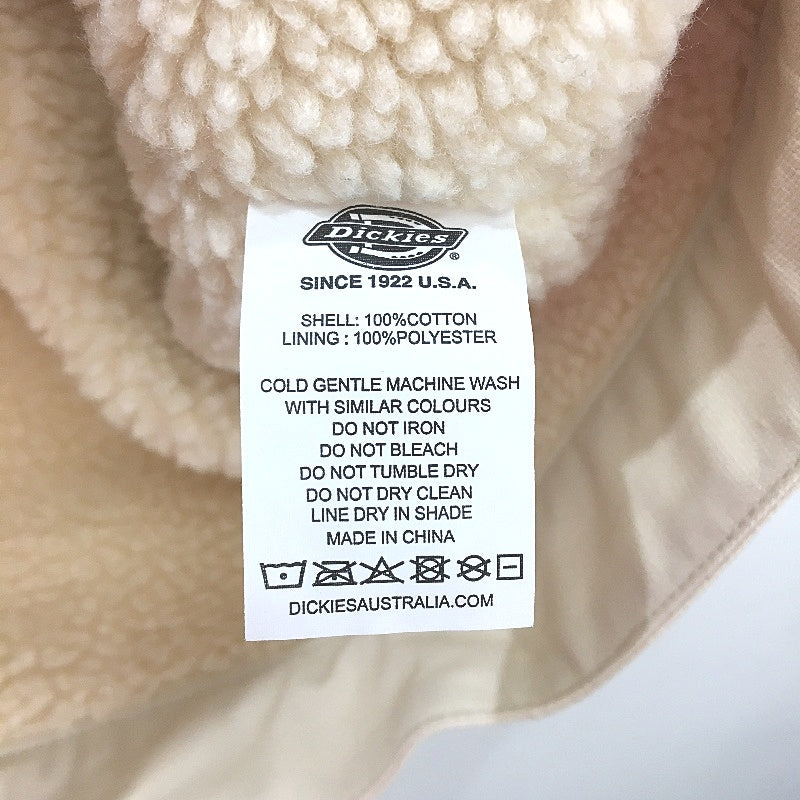 Dickies®
SINCE 1922 U.S.A.
SHELL: 100%COTTON
LINING : 100%POLYESTER
COLD GENTLE MACHINE WASH
WITH SIMILAR COLOURS
DO NOT IRON
DO NOT BLEACH
DO NOT TUMBLE DRY
DO NOT DRY CLEAN
LINE DRY IN SHADE
MADE IN CHINA
DICKIESAUSTRALIA.COM